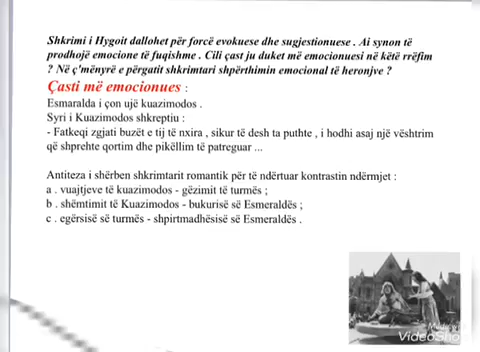 Shkrimi i Hygoit dallohet për forcë evokuese dhe sugjestionuese . Ai synon të
prodhojë emocione të fuqishme . Cili çast ju duket më emocionuesi në këtë rrëfim
? Në ç'mënyrë e përgatit shkrimtari shpërthimin emocional të heronjve ?
Çasti më emocionues :
Esmaralda i çon ujë kuazimodos .
Syri i Kuazimodos shkreptiu :
- Fatkeqi zgjati buzët e tij të nxira , sikur të desh ta puthte , i hodhi asaj një vështrim
që shprehte qortim dhe pikëllim të patreguar ...
Antiteza i shërben shkrimtarit romantik për të ndërtuar kontrastin ndërmjet :
a . vuajtjeve të kuazimodos - gëzimit të turmës ;
b . shëmtimit të Kuazimodos - bukurisë së Esmeraldës ;
c . egërsisë së turmës - shpirtmadhësisë së Esmeraldës .
VideoShow